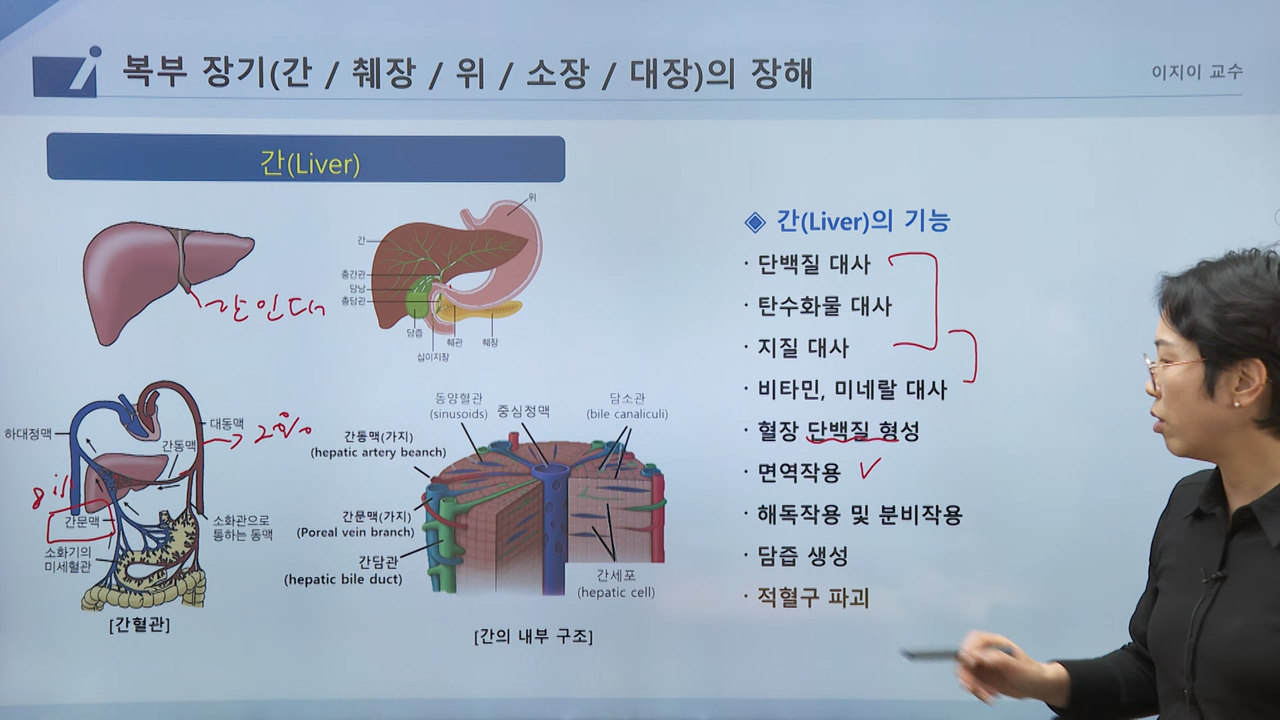 복부 장기(간 / 췌장 / 위 / 소장 / 대장)의 장해
이지이 교수
간(Liver)
간인대
위
간
총간관
담낭
총담관
담즙
췌관
췌장
십이지장
하대정맥
대동맥
간동맥
20%
간문맥
소화기의
미세혈관
소화관으로
통하는 동맥
[간혈관]
동양혈관
(sinusoids)
중심정맥
담소관
(bile canaliculi)
간동맥(가지)
(hepatic artery beanch)
간문맥(가지)
(Poreal vein branch)
간담관
(hepatic bile duct)
간세포
(hepatic cell)
[간의 내부 구조]
◈ 간(Liver)의 기능
· 단백질 대사
· 탄수화물 대사
· 지질 대사
· 비타민, 미네랄 대사
· 혈장 단백질 형성
· 면역작용
· 해독작용 및 분비작용
· 담즙 생성
· 적혈구 파괴